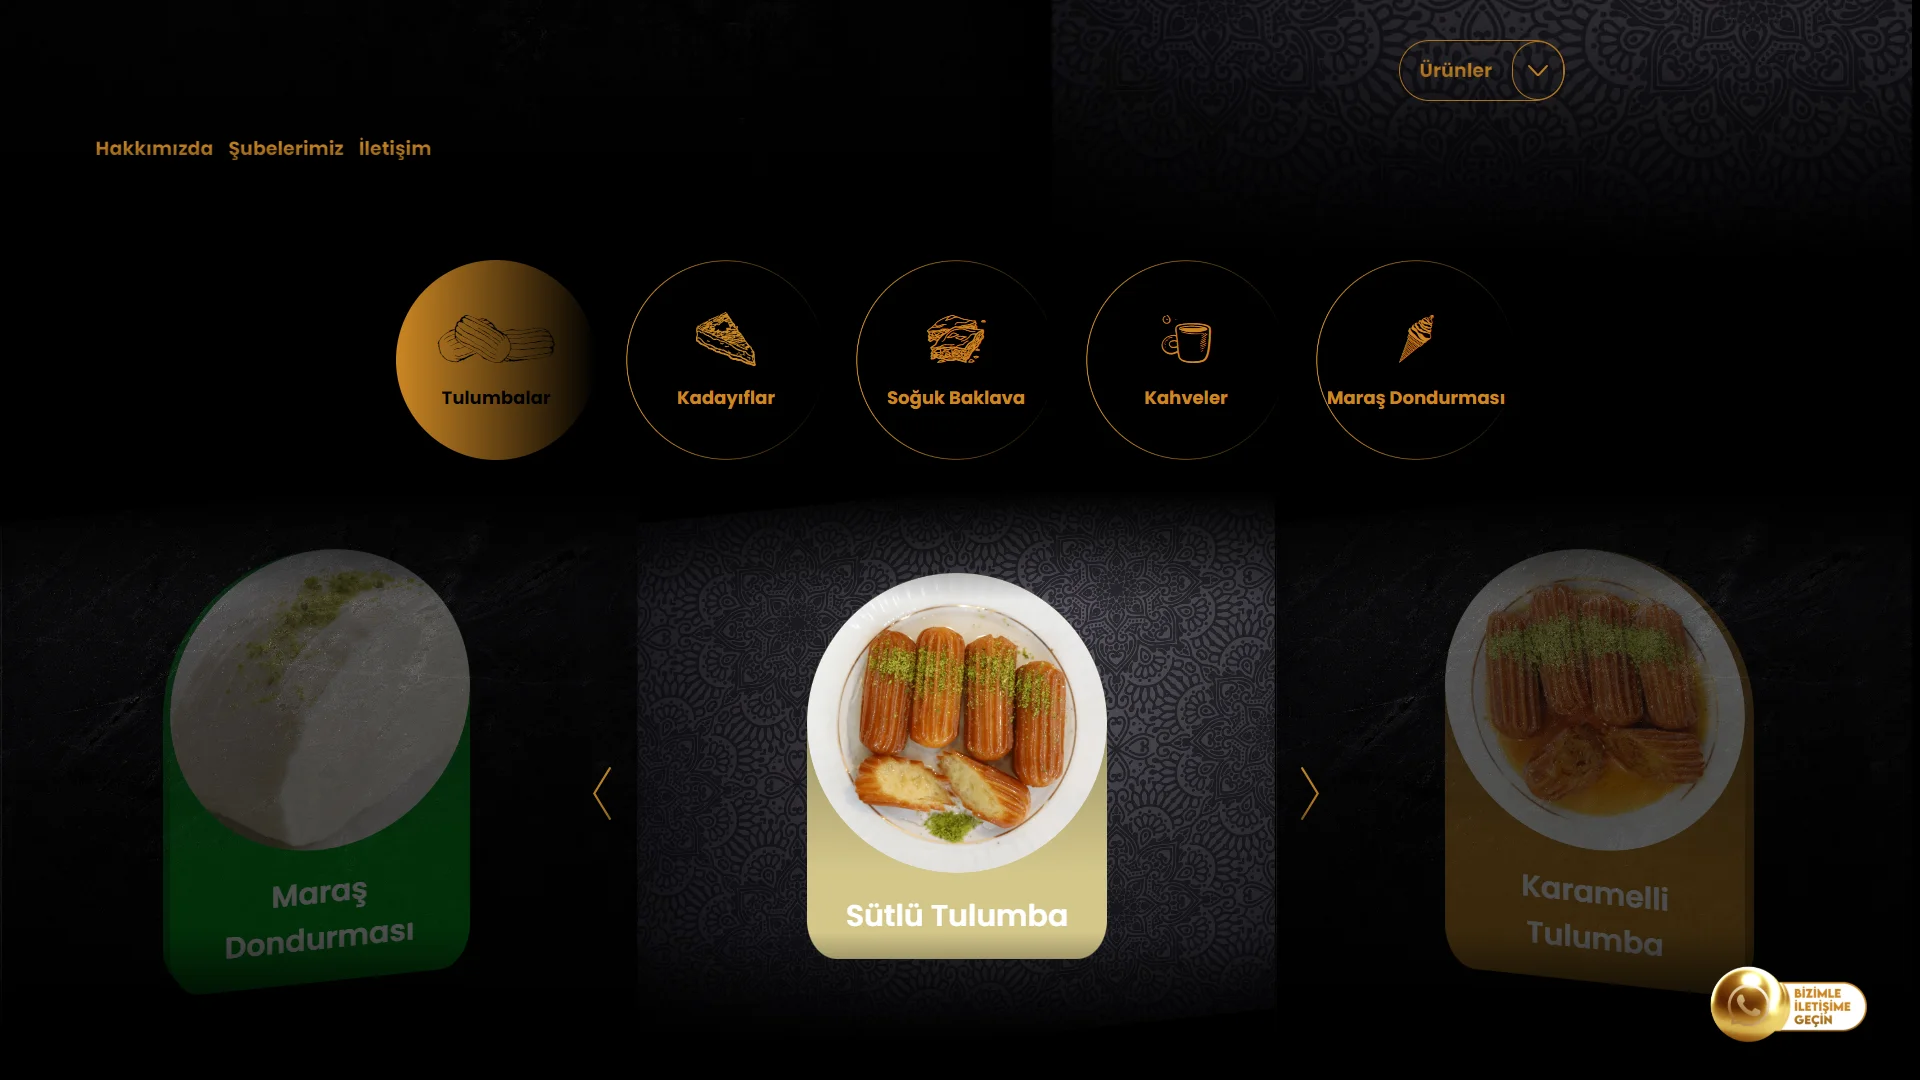 Ürünler
Hakkımızda Şubelerimiz İletişim
Tulumbalar
Kadayıflar
Soğuk Baklava
Kahveler
Maraş Dondurması
Maraş
Dondurması
Sütlü Tulumba
Karamelli
Tulumba
BİZİMLE
İLETİŞİME
GEÇİN